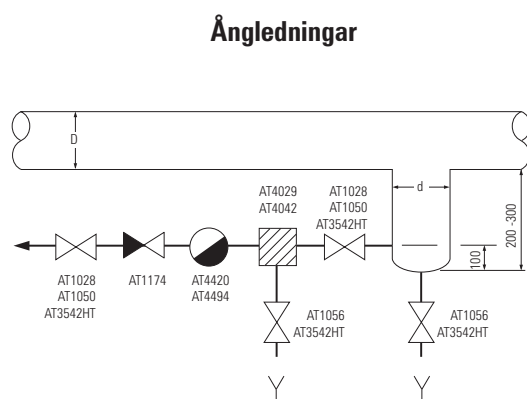 Ångledningar
D
d
200 -300
100
AT4029
AT4042
AT1028
AT1050
AT3542HT
AT1028
AT1050
AT3542HT
AT1174
AT4420
AT4494
AT1056
AT3542HT
AT1056
AT3542HT